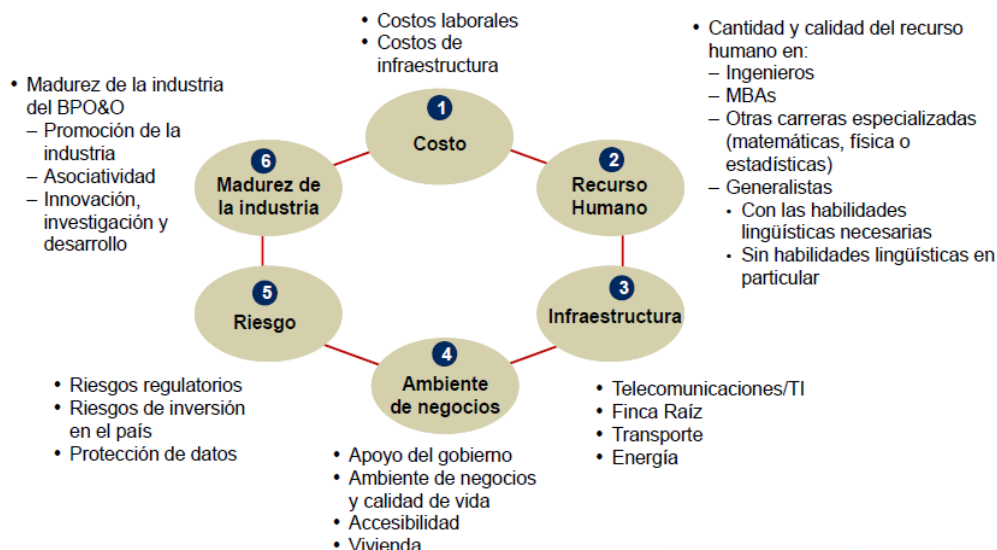 • Costos laborales
• Costos de
infraestructura
1
Costo
• Cantidad y calidad del recurso
humano en:
– Ingenieros
– MBAs
– Otras carreras especializadas
(matemáticas, física o
estadísticas)
– Generalistas
• Con las habilidades
lingüísticas necesarias
• Sin habilidades lingüísticas en
particular
2
Recurso
Humano
3
Infraestructura
• Telecomunicaciones/TI
• Finca Raíz
• Transporte
• Energía
4
Ambiente
de negocios
• Apoyo del gobierno
• Ambiente de negocios
y calidad de vida
• Accesibilidad
• Vivienda
5
Riesgo
• Riesgos regulatorios
• Riesgos de inversión
en el país
• Protección de datos
6
Madurez de
la industria
• Madurez de la industria
del BPO&O
– Promoción de la
industria
– Asociatividad
– Innovación,
investigación y
desarrollo